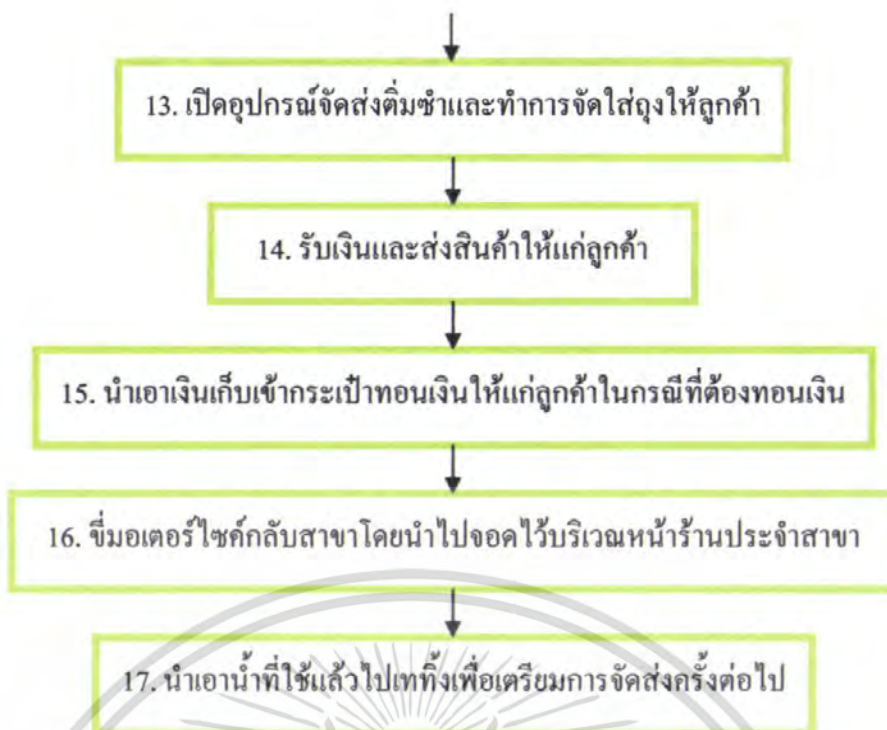 13. เปิดอุปกรณ์จัดส่งติ่มซำและทำการจัดใส่ถุงให้ลูกค้า
14. รับเงินและส่งสินค้าให้แก่ลูกค้า
15. นำเอาเงินเก็บเข้ากระเป๋าทอนเงินให้แก่ลูกค้าในกรณีที่ต้องทอนเงิน
16. ขี่มอเตอร์ไซค์กลับสาขาโดยนำไปจอดไว้บริเวณหน้าร้านประจำสาขา
17. นำเอาน้ำที่ใช้แล้วไปเททิ้งเพื่อเตรียมการจัดส่งครั้งต่อไป